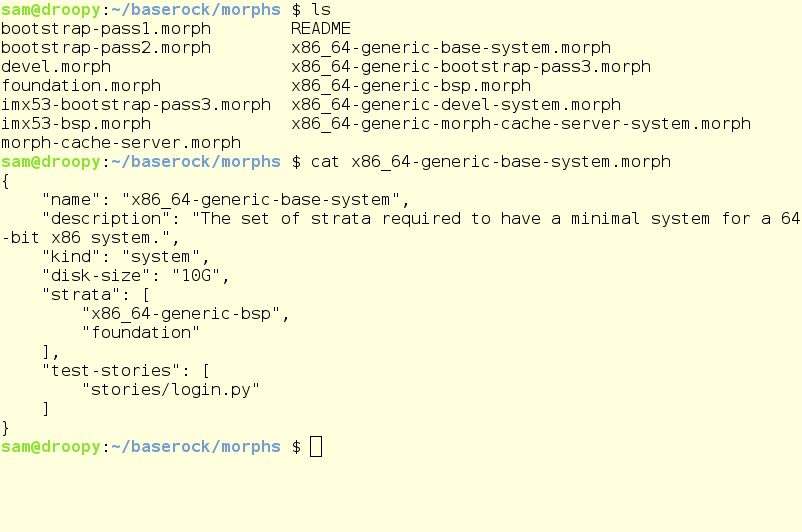 sam@droopy:~/baserock/morphs $ ls
bootstrap-pass1.morph        README
bootstrap-pass2.morph        x86_64-generic-base-system.morph
devel.morph                  x86_64-generic-bootstrap-pass3.morph
foundation.morph             x86_64-generic-bsp.morph
imx53-bootstrap-pass3.morph  x86_64-generic-devel-system.morph
imx53-bsp.morph              x86_64-generic-morph-cache-server-system.morph
morph-cache-server.morph
sam@droopy:~/baserock/morphs $ cat x86_64-generic-base-system.morph
{
    "name": "x86_64-generic-base-system",
    "description": "The set of strata required to have a minimal system for a 64
-bit x86 system.",
    "kind": "system",
    "disk-size": "10G",
    "strata": [
        "x86_64-generic-bsp",
        "foundation"
    ],
    "test-stories": [
        "stories/login.py"
    ]
}
sam@droopy:~/baserock/morphs $